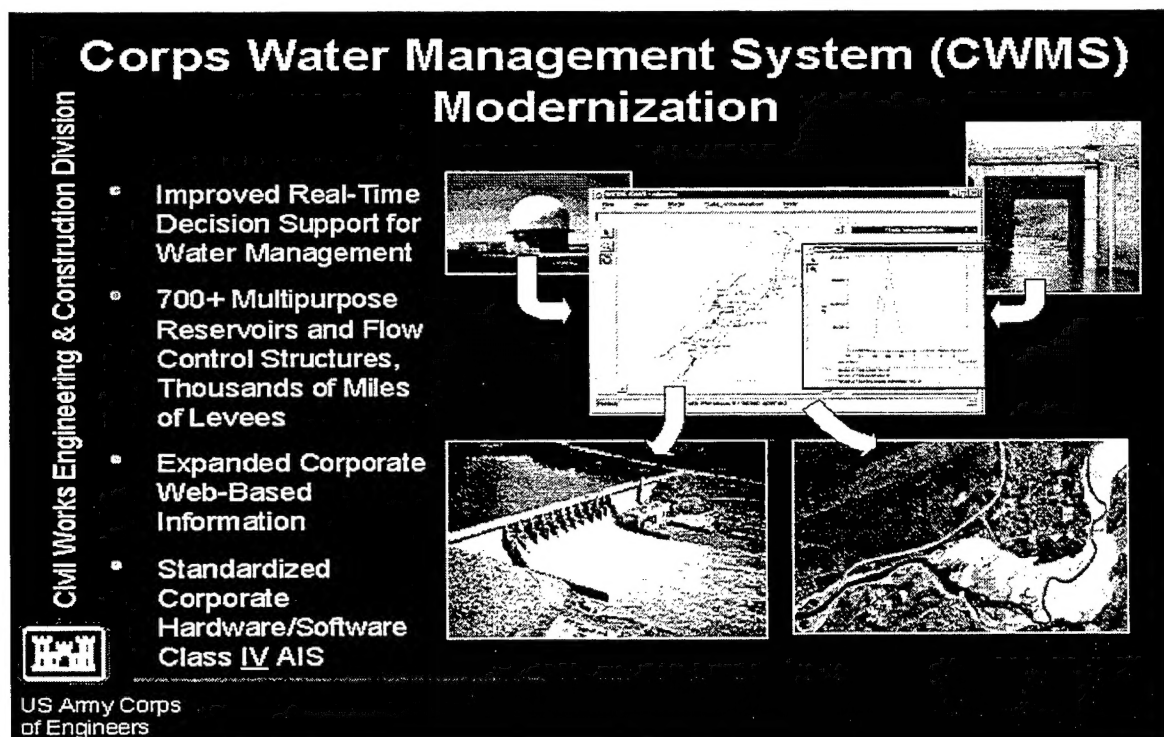 Corps Water Management System (CWMS)
Modernization
Civil Works Engineering & Construction Division
• Improved Real-Time
Decision Support for
Water Management
• 700+ Multipurpose
Reservoirs and Flow
Control Structures,
Thousands of Miles
of Levees
• Expanded Corporate
Web-Based
Information
• Standardized
Corporate
Hardware/Software
Class IV AIS
US Army Corps
of Engineers